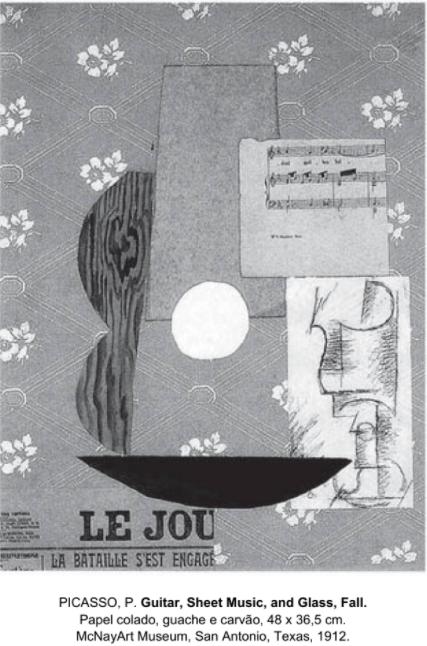 LE JOU
LA BATAILLE S'EST ENGAGE
PICASSO, P. Guitar, Sheet Music, and Glass, Fall.
Papel colado, guache e carvão, 48 x 36,5 cm.
McNayArt Museum, San Antonio, Texas, 1912.